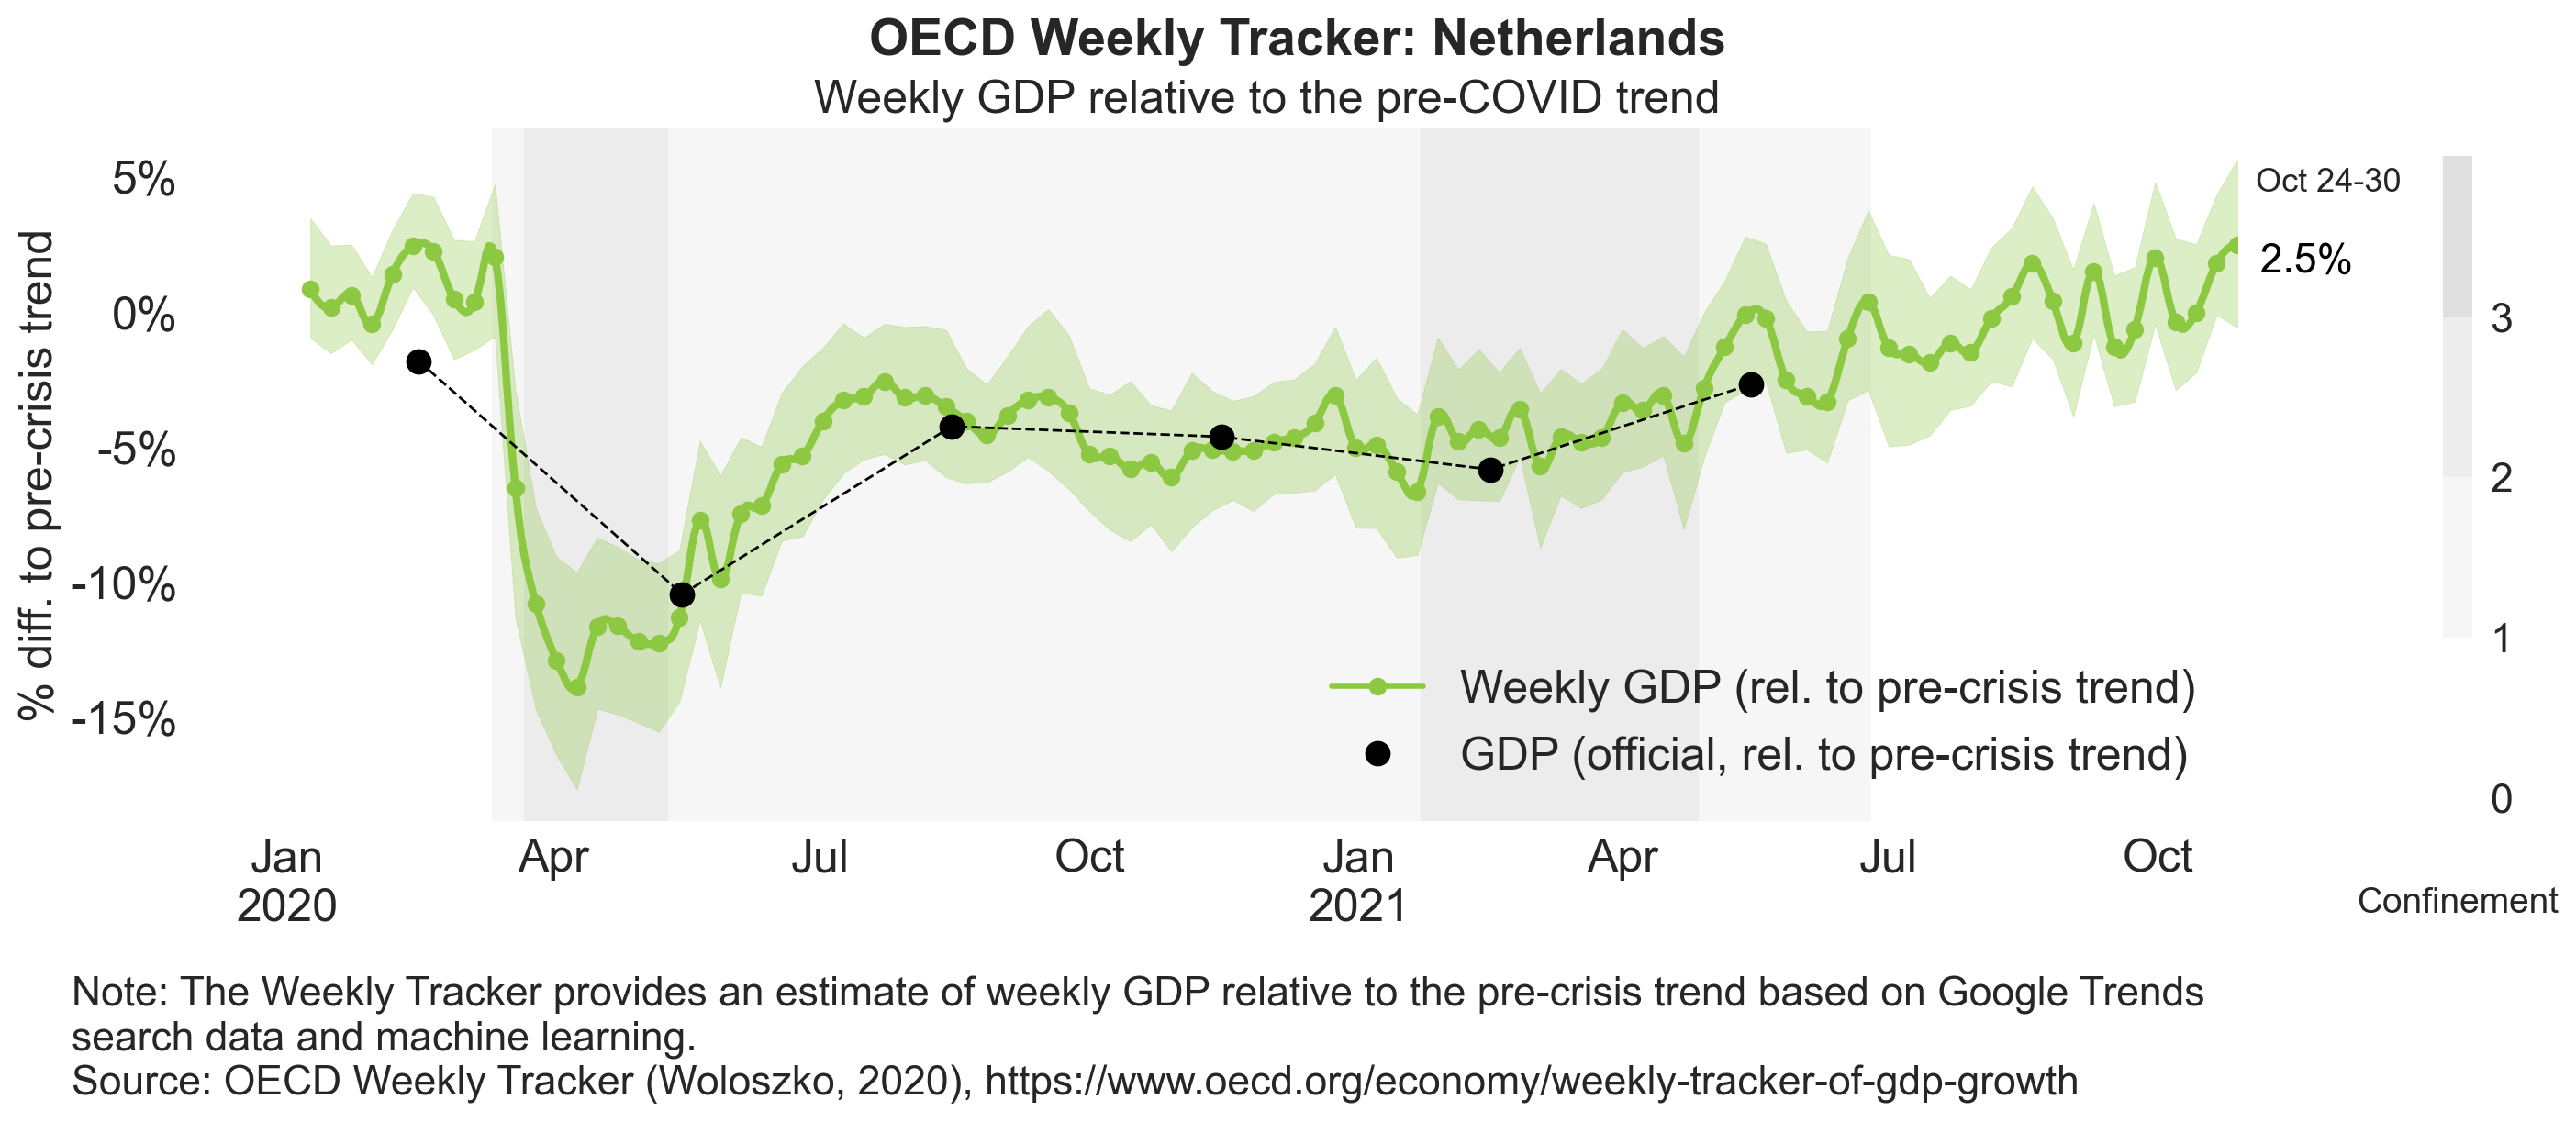 OECD Weekly Tracker: Netherlands
Weekly GDP relative to the pre-COVID trend
% diff. to pre-crisis trend
5%
0%
-5%
-10%
-15%
Oct 24-30
2.5%
3
2
1
0
Weekly GDP (rel. to pre-crisis trend)
GDP (official, rel. to pre-crisis trend)
Jan Apr Jul Oct Jan Apr Jul Oct
2020 2021
Confinement
Note: The Weekly Tracker provides an estimate of weekly GDP relative to the pre-crisis trend based on Google Trends
search data and machine learning.
Source: OECD Weekly Tracker (Woloszko, 2020), https://www.oecd.org/economy/weekly-tracker-of-gdp-growth